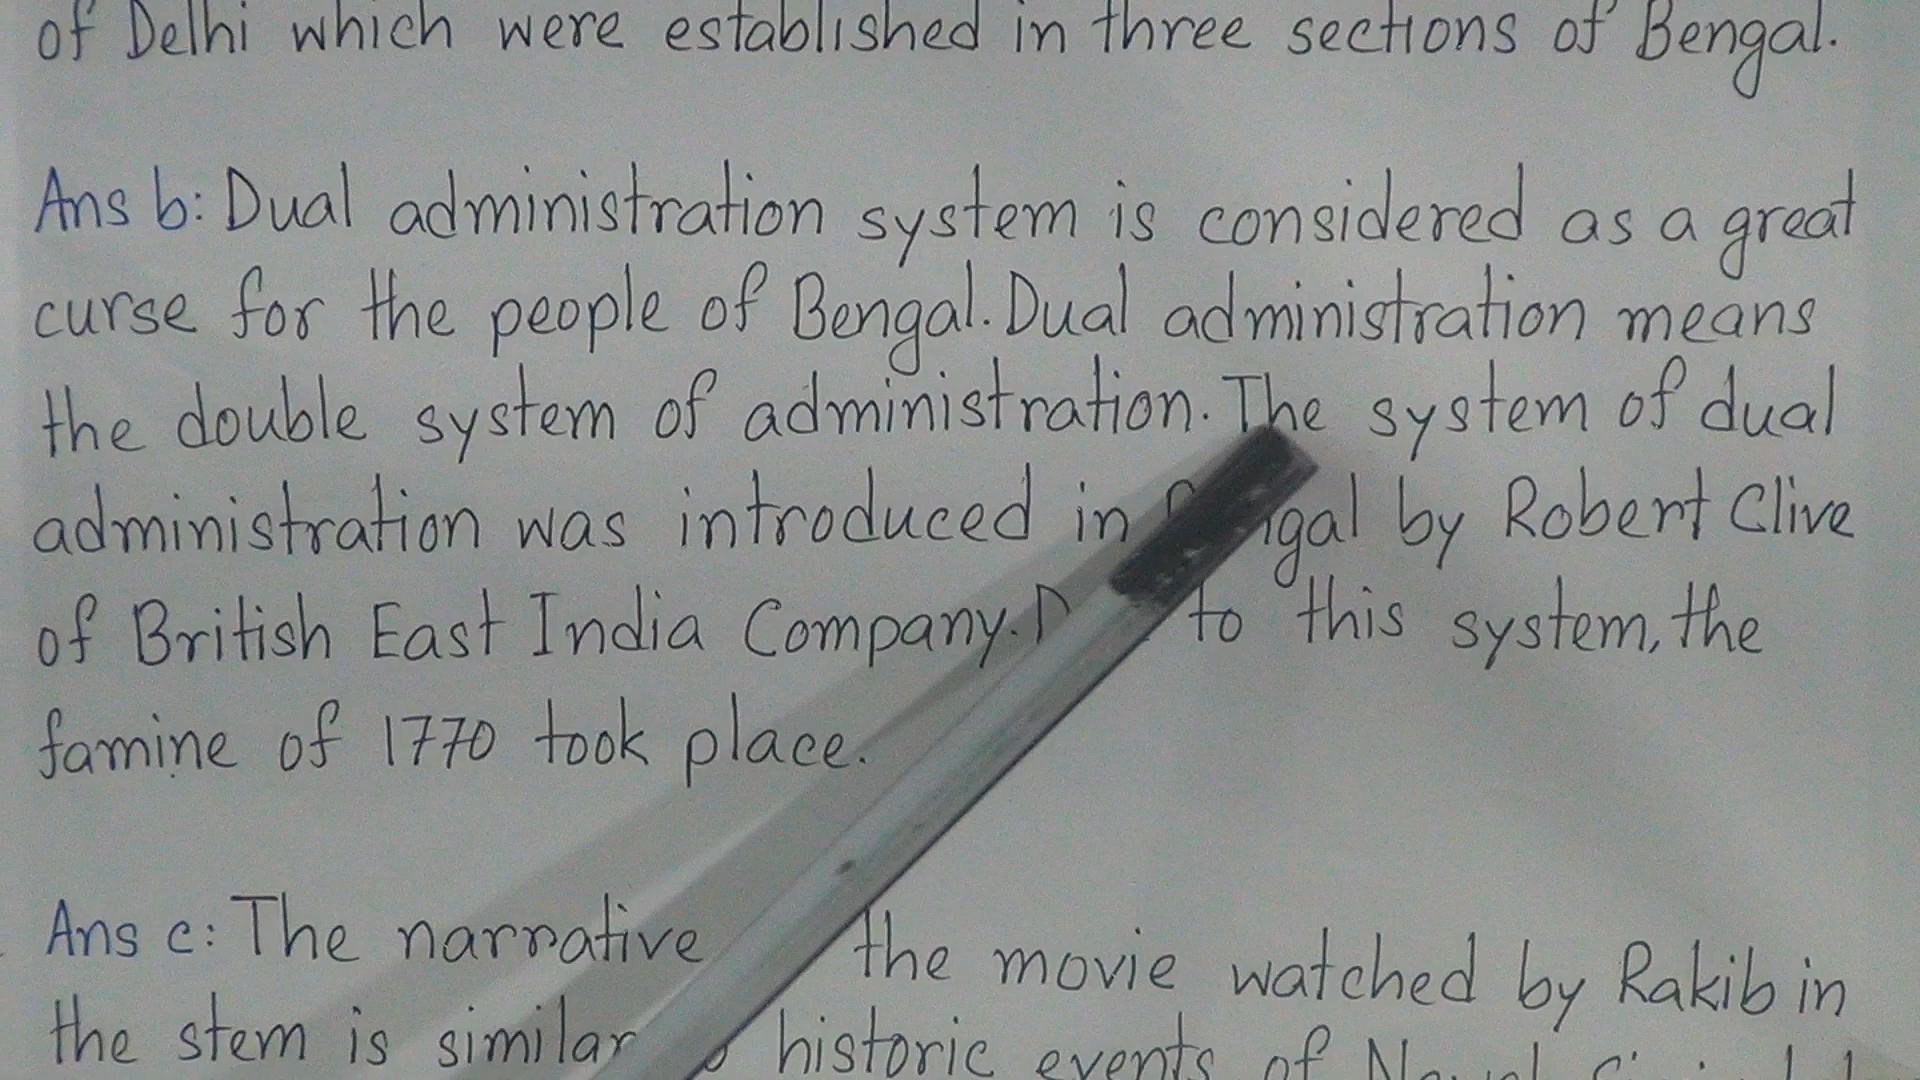 of Delhi which were established in three sections of Bengal.
Ans b: Dual administration system is considered as a great
curse for the people of Bengal. Dual administration means
the double system of administration. The system of dual
administration was introduced in by Robert Clive
of British East India Company. to this system, the
famine of 1770 took place.
Ans c: The narrative the movie watched by Rakib in
the stem is similar historic events of